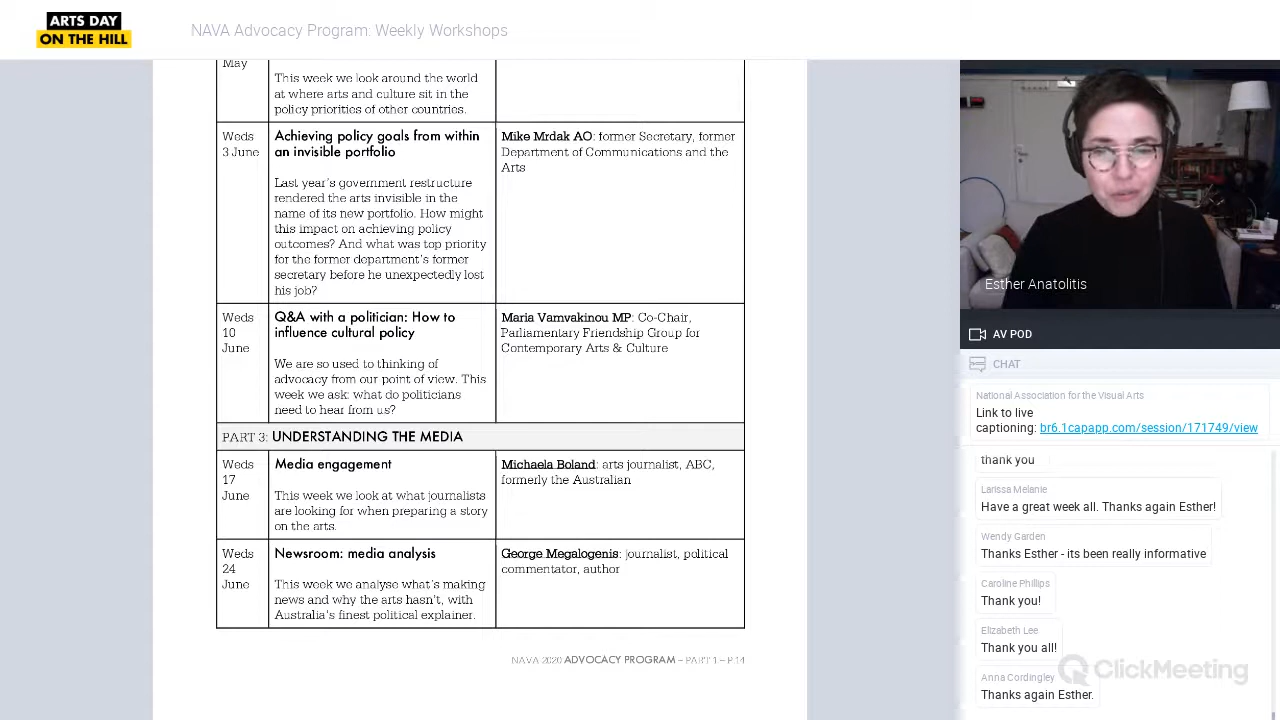 ARTS DAY
ON THE HILL
NAVA Advocacy Program: Weekly Workshops
May
This week we look around the world
at where arts and culture sit in the
policy priorities of other countries.
Weds
3 June
Achieving policy goals from within
an invisible portfolio
Last year's government restructure
rendered the arts invisible in the
name of its new portfolio. How might
this impact on achieving policy
outcomes? And what was top priority
for the former department's former
secretary before he unexpectedly lost
his job?
Mike Mrdak AO: former Secretary, former
Department of Communications and the
Arts
Weds
10
June
Q&A with a politician: How to
influence cultural policy
We are so used to thinking of
advocacy from our point of view. This
week we ask: what do politicians
need to hear from us?
Maria Vamvakinou MP: Co-Chair,
Parliamentary Friendship Group for
Contemporary Arts & Culture
PART 3: UNDERSTANDING THE MEDIA
Weds
17
June
Media engagement
This week we look at what journalists
are looking for when preparing a story
on the arts.
Michaela Boland: arts journalist, ABC,
formerly the Australian
Weds
24
June
Newsroom: media analysis
This week we analyse what's making
news and why the arts hasn't, with
Australia's finest political explainer.
George Megalogenis: journalist, political
commentator, author
NAVA 2020 ADVOCACY PROGRAM – PART 1 – P.14
Esther Anatolitis
AV POD
CHAT
National Association for the Visual Arts
Link to live
captioning: br6.1capapp.com/session/171749/view
thank you
Larissa Melanie
Have a great week all. Thanks again Esther!
Wendy Garden
Thanks Esther - its been really informative
Caroline Phillips
Thank you!
Elizabeth Lee
Thank you all!
Anna Cordingley
Thanks again Esther.
ClickMeeting